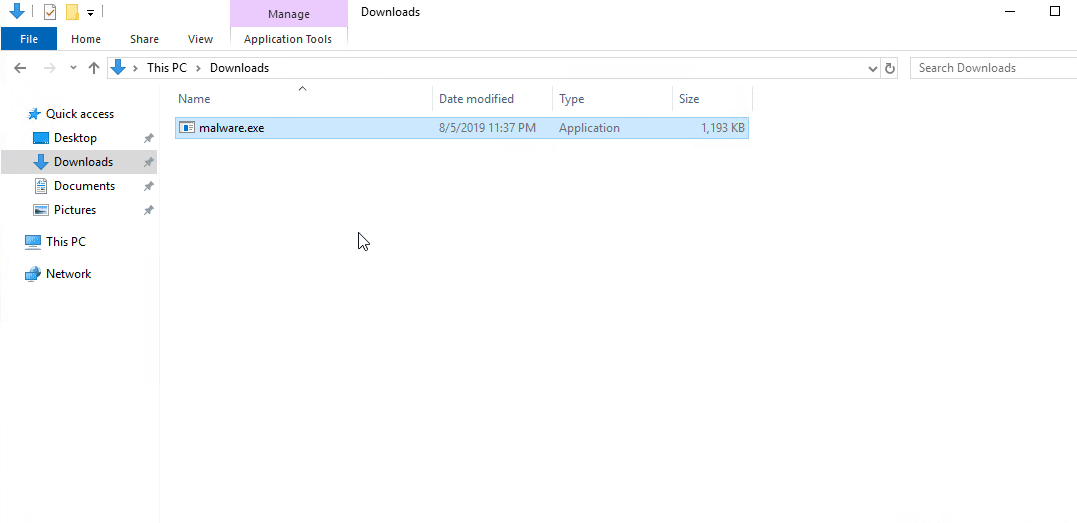 Manage Downloads
File Home Share View Application Tools
This PC Downloads Search Downloads
Name Date modified Type Size
Quick access
malware.exe 8/5/2019 11:37 PM Application 1,193 KB
Desktop
Downloads
Documents
Pictures
This PC
Network